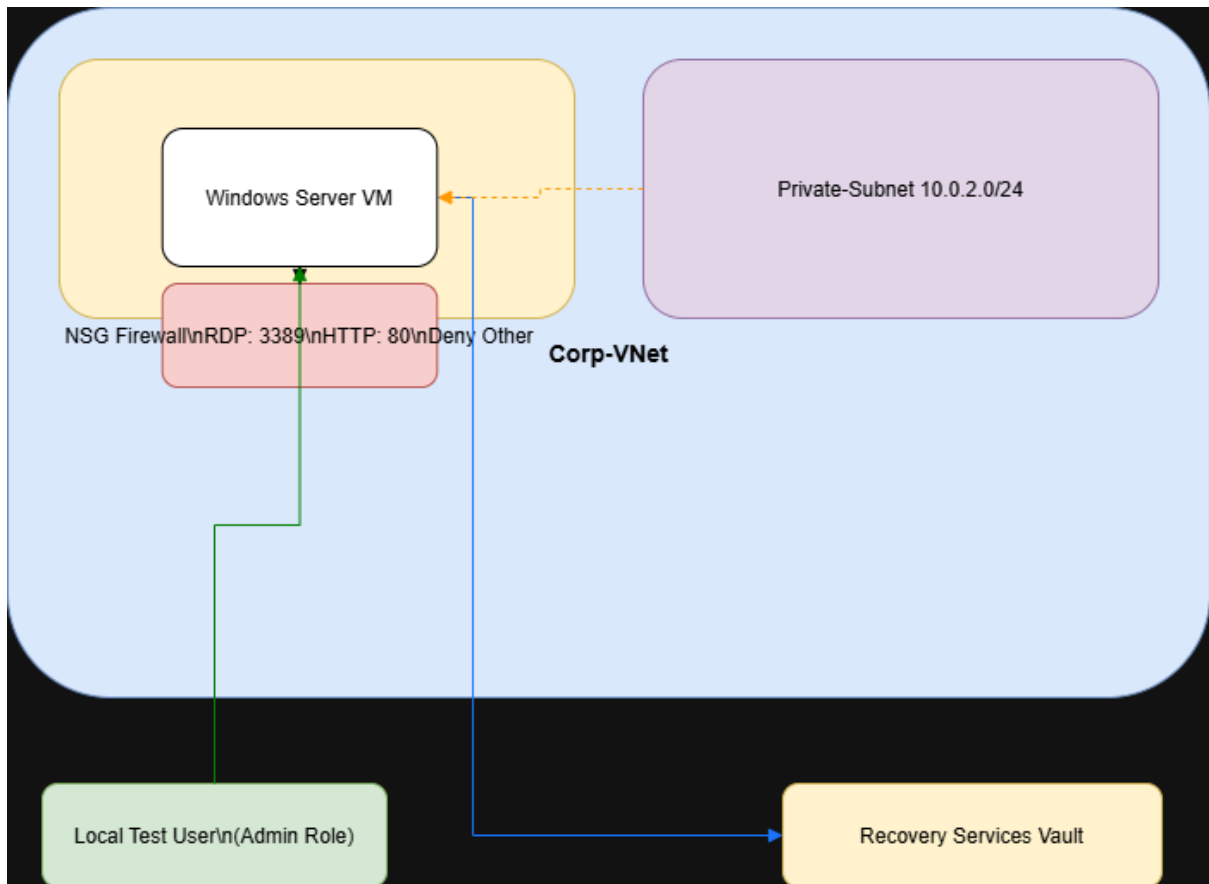 Windows Server VM
Private-Subnet 10.0.2.0/24
NSG Firewall\nRDP: 3389\nHTTP: 80\nDeny Other
Corp-VNet
Local Test User\n(Admin Role)
Recovery Services Vault